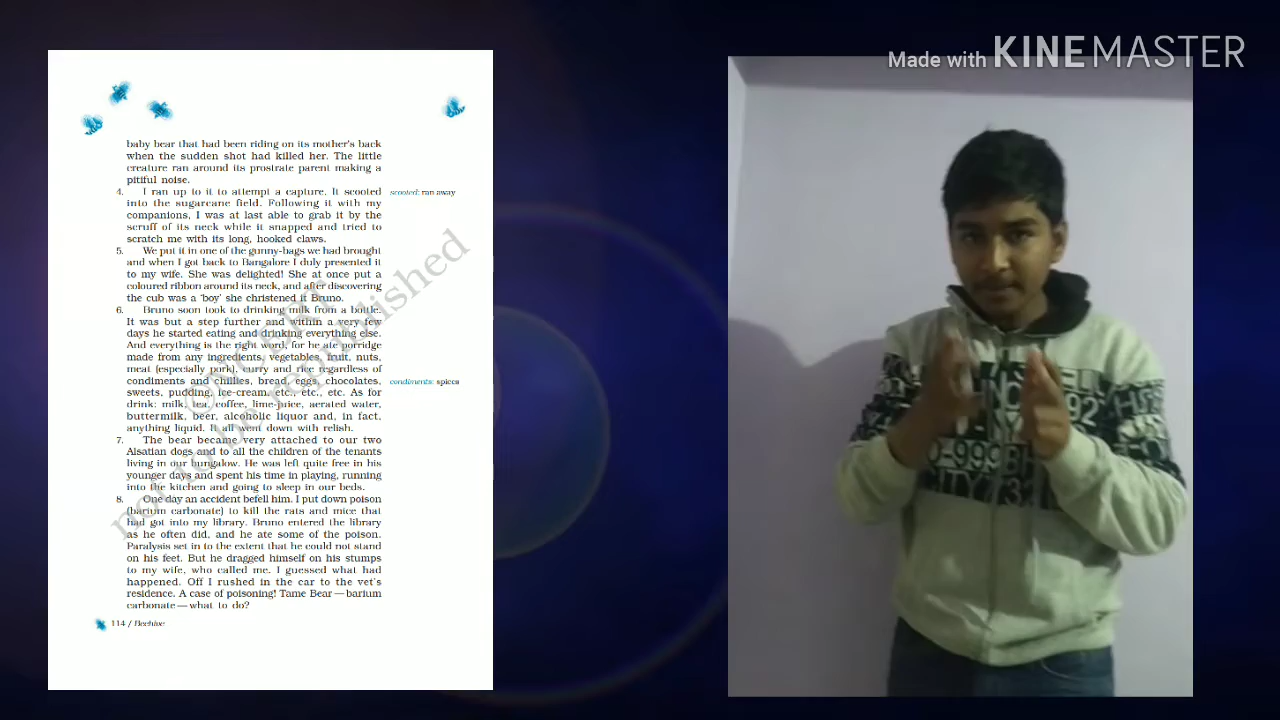 Made with KINEMASTER
baby bear that had been riding on its mother's back
when the sudden shot had killed her. The little
creature ran around its prostrate parent making a
pitiful noise.
4. I ran up to it to attempt a capture. It scooted
scooted: ran away
into the sugarcane field. Following it with my
companions, I was at last able to grab it by the
scruff of its neck while it snapped and tried to
scratch me with its long, hooked claws.
5. We put it in one of the gunny-bags we had brought
and when I got back to Bangalore I duly presented it
to my wife. She was delighted! She at once put a
coloured ribbon around its neck, and after discovering
the cub was a 'boy' she christened it Bruno.
6. Bruno soon took to drinking milk from a bottle.
It was but a step further and within a very few
days he started eating and drinking everything else.
And everything is the right word, for he ate porridge
made from any ingredients, vegetables, fruit, nuts,
meat (especially pork), curry and rice regardless of
condiments and chillies, bread, eggs, chocolates,
condiments: spices
sweets, pudding, ice-cream, etc., etc., etc. As for
drink: milk, tea, coffee, lime-juice, aerated water,
buttermilk, beer, alcoholic liquor and, in fact,
anything liquid. It all went down with relish.
7. The bear became very attached to our two
Alsatian dogs and to all the children of the tenants
living in our bungalow. He was left quite free in his
younger days and spent his time in playing, running
into the kitchen and going to sleep in our beds.
8. One day an accident befell him. I put down poison
(barium carbonate) to kill the rats and mice that
had got into my library. Bruno entered the library
as he often did, and he ate some of the poison.
Paralysis set in to the extent that he could not stand
on his feet. But he dragged himself on his stumps
to my wife, who called me. I guessed what had
happened. Off I rushed in the car to the vet's
residence. A case of poisoning! Tame Bear — barium
carbonate — what to do?
114 / Beehive
© NCERT
not to be republished